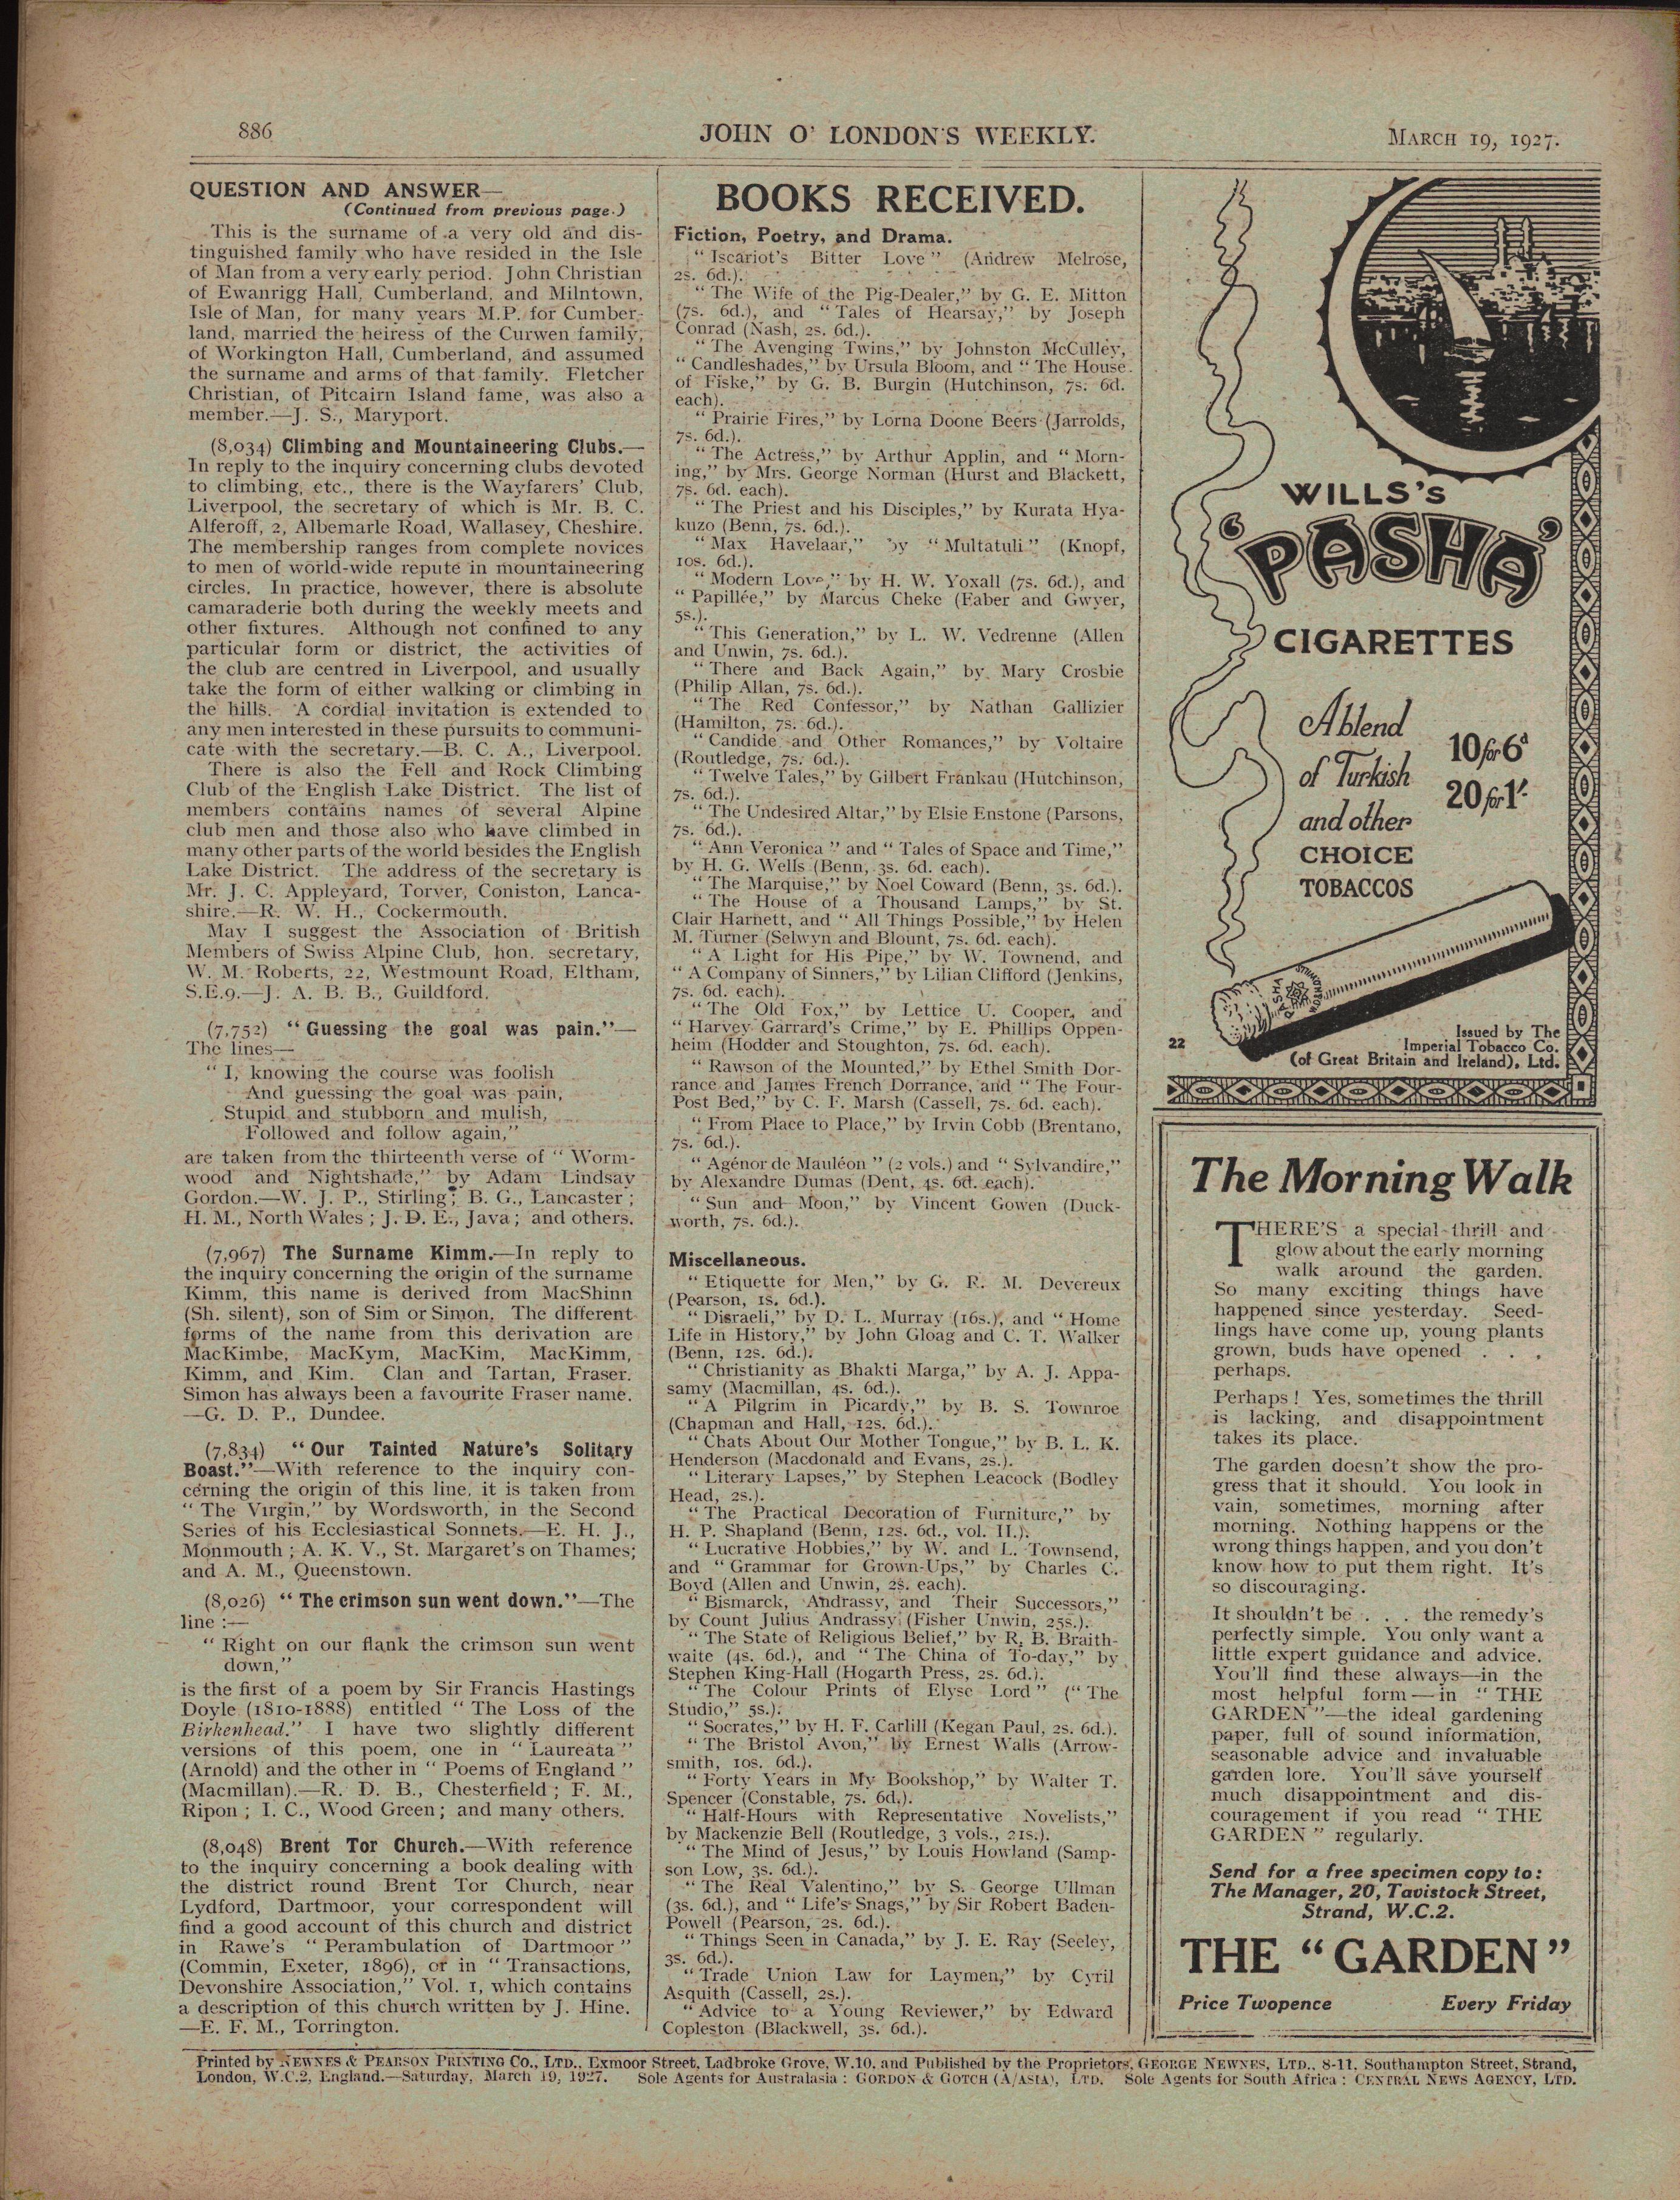 886
JOHN O' LONDON'S WEEKLY.
MARCH 19, 1927.
QUESTION AND ANSWER—
(Continued from previous page.)
This is the surname of a very old and dis-
tinguished family who have resided in the Isle
of Man from a very early period. John Christian
of Ewanrigg Hall, Cumberland, and Milntown,
Isle of Man, for many years M.P. for Cumber-
land, married the heiress of the Curwen family,
of Workington Hall, Cumberland, and assumed
the surname and arms of that family. Fletcher
Christian, of Pitcairn Island fame, was also a
member.—J. S., Maryport.
(8,034) Climbing and Mountaineering Clubs.—
In reply to the inquiry concerning clubs devoted
to climbing, etc., there is the Wayfarers' Club,
Liverpool, the secretary of which is Mr. B. C.
Alferoff, 2, Albemarle Road, Wallasey, Cheshire.
The membership ranges from complete novices
to men of world-wide repute in mountaineering
circles. In practice, however, there is absolute
camaraderie both during the weekly meets and
other fixtures. Although not confined to any
particular form or district, the activities of
the club are centred in Liverpool, and usually
take the form of either walking or climbing in
the hills. A cordial invitation is extended to
any men interested in these pursuits to communi-
cate with the secretary.—B. C. A., Liverpool.
There is also the Fell and Rock Climbing
Club of the English Lake District. The list of
members contains names of several Alpine
club men and those also who have climbed in
many other parts of the world besides the English
Lake District. The address of the secretary is
Mr. J. C. Appleyard, Torver, Coniston, Lanca-
shire.—R. W. H., Cockermouth.
May I suggest the Association of British
Members of Swiss Alpine Club, hon. secretary,
W. M. Roberts, 22, Westmount Road, Eltham,
S.E.9.—J. A. B. B., Guildford.
(7,752) "Guessing the goal was pain."—
The lines—
"I, knowing the course was foolish
And guessing the goal was pain,
Stupid and stubborn and mulish,
Followed and follow again,"
are taken from the thirteenth verse of "Worm-
wood and Nightshade," by Adam Lindsay
Gordon.—W. J. P., Stirling; B. G., Lancaster;
H. M., North Wales; J. D. E., Java; and others.
(7,967) The Surname Kimm.—In reply to
the inquiry concerning the origin of the surname
Kimm, this name is derived from MacShinn
(Sh. silent), son of Sim or Simon. The different
forms of the name from this derivation are
MacKimbe, MacKym, MacKim, MacKimm,
Kimm, and Kim. Clan and Tartan, Fraser.
Simon has always been a favourite Fraser name.
—G. D. P., Dundee.
(7,834) "Our Tainted Nature's Solitary
Boast."—With reference to the inquiry con-
cerning the origin of this line, it is taken from
"The Virgin," by Wordsworth, in the Second
Series of his Ecclesiastical Sonnets.—E. H. J.,
Monmouth; A. K. V., St. Margaret's on Thames;
and A. M., Queenstown.
(8,026) "The crimson sun went down."—The
line:—
"Right on our flank the crimson sun went
down,"
is the first of a poem by Sir Francis Hastings
Doyle (1810-1888) entitled "The Loss of the
Birkenhead." I have two slightly different
versions of this poem, one in "Laureata"
(Arnold) and the other in "Poems of England"
(Macmillan).—R. D. B., Chesterfield; F. M.,
Ripon; I. C., Wood Green; and many others.
(8,048) Brent Tor Church.—With reference
to the inquiry concerning a book dealing with
the district round Brent Tor Church, near
Lydford, Dartmoor, your correspondent will
find a good account of this church and district
in Rawe's "Perambulation of Dartmoor"
(Commin, Exeter, 1896), or in "Transactions,
Devonshire Association," Vol. 1, which contains
a description of this church written by J. Hine.
—E. F. M., Torrington.
BOOKS RECEIVED.
Fiction, Poetry, and Drama.
"Iscariot's Bitter Love" (Andrew Melrose,
2s. 6d.).
"The Wife of the Pig-Dealer," by G. E. Mitton
(7s. 6d.), and "Tales of Hearsay," by Joseph
Conrad (Nash, 2s. 6d.).
"The Avenging Twins," by Johnston McCulley,
"Candleshades," by Ursula Bloom, and "The House
of Fiske," by G. B. Burgin (Hutchinson, 7s. 6d.
each).
"Prairie Fires," by Lorna Doone Beers (Jarrolds,
7s. 6d.).
"The Actress," by Arthur Applin, and "Morn-
ing," by Mrs. George Norman (Hurst and Blackett,
7s. 6d. each).
"The Priest and his Disciples," by Kurata Hya-
kuzo (Benn, 7s. 6d.).
"Max Havelaar," by "Multatuli" (Knopf,
10s. 6d.).
"Modern Love," by H. W. Yoxall (7s. 6d.), and
"Papillée," by Marcus Cheke (Faber and Gwyer,
5s.).
"This Generation," by L. W. Vedrenne (Allen
and Unwin, 7s. 6d.).
"There and Back Again," by Mary Crosbie
(Philip Allan, 7s. 6d.).
"The Red Confessor," by Nathan Gallizier
(Hamilton, 7s. 6d.).
"Candide and Other Romances," by Voltaire
(Routledge, 7s. 6d.).
"Twelve Tales," by Gilbert Frankau (Hutchinson,
7s. 6d.).
"The Undesired Altar," by Elsie Enstone (Parsons,
7s. 6d.).
"Ann Veronica" and "Tales of Space and Time,"
by H. G. Wells (Benn, 3s. 6d. each).
"The Marquise," by Noel Coward (Benn, 3s. 6d.).
"The House of a Thousand Lamps," by St.
Clair Harnett, and "All Things Possible," by Helen
M. Turner (Selwyn and Blount, 7s. 6d. each).
"A Light for His Pipe," by W. Townend, and
"A Company of Sinners," by Lilian Clifford (Jenkins,
7s. 6d. each).
"The Old Fox," by Lettice U. Cooper, and
"Harvey Garrard's Crime," by E. Phillips Oppen-
heim (Hodder and Stoughton, 7s. 6d. each).
"Rawson of the Mounted," by Ethel Smith Dor-
rance and James French Dorrance, and "The Four-
Post Bed," by C. F. Marsh (Cassell, 7s. 6d. each).
"From Place to Place," by Irvin Cobb (Brentano,
7s. 6d.).
"Agénor de Mauléon" (2 vols.) and "Sylvandire,"
by Alexandre Dumas (Dent, 4s. 6d. each).
"Sun and Moon," by Vincent Gowen (Duck-
worth, 7s. 6d.).
Miscellaneous.
"Etiquette for Men," by G. R. M. Devereux
(Pearson, 1s. 6d.).
"Disraeli," by D. L. Murray (16s.), and "Home
Life in History," by John Gloag and C. T. Walker
(Benn, 12s. 6d.).
"Christianity as Bhakti Marga," by A. J. Appa-
samy (Macmillan, 4s. 6d.).
"A Pilgrim in Picardy," by B. S. Townroe
(Chapman and Hall, 12s. 6d.).
"Chats About Our Mother Tongue," by B. L. K.
Henderson (Macdonald and Evans, 2s.).
"Literary Lapses," by Stephen Leacock (Bodley
Head, 2s.).
"The Practical Decoration of Furniture," by
H. P. Shapland (Benn, 12s. 6d., vol. II.).
"Lucrative Hobbies," by W. and L. Townsend,
and "Grammar for Grown-Ups," by Charles C.
Boyd (Allen and Unwin, 2s. each).
"Bismarck, Andrassy, and Their Successors,"
by Count Julius Andrassy (Fisher Unwin, 25s.).
"The State of Religious Belief," by R. B. Braith-
waite (4s. 6d.), and "The China of To-day," by
Stephen King-Hall (Hogarth Press, 2s. 6d.).
"The Colour Prints of Elyse Lord" ("The
Studio," 5s.).
"Socrates," by H. F. Carlill (Kegan Paul, 2s. 6d.).
"The Bristol Avon," by Ernest Walls (Arrow-
smith, 10s. 6d.).
"Forty Years in My Bookshop," by Walter T.
Spencer (Constable, 7s. 6d.).
"Half-Hours with Representative Novelists,"
by Mackenzie Bell (Routledge, 3 vols., 21s.).
"The Mind of Jesus," by Louis Howland (Samp-
son Low, 3s. 6d.).
"The Real Valentino," by S. George Ullman
(3s. 6d.), and "Life's Snags," by Sir Robert Baden-
Powell (Pearson, 2s. 6d.).
"Things Seen in Canada," by J. E. Ray (Seeley,
3s. 6d.).
"Trade Union Law for Laymen," by Cyril
Asquith (Cassell, 2s.).
"Advice to a Young Reviewer," by Edward
Copleston (Blackwell, 3s. 6d.).
WILLS'S
'PASHA'
CIGARETTES
A blend
of Turkish
and other
CHOICE
TOBACCOS
10 for 6d
20 for 1/-
PASHA
22
Issued by The
Imperial Tobacco Co.
(of Great Britain and Ireland), Ltd.
The Morning Walk
THERE'S a special thrill and
glow about the early morning
walk around the garden.
So many exciting things have
happened since yesterday. Seed-
lings have come up, young plants
grown, buds have opened . . .
perhaps.
Perhaps! Yes, sometimes the thrill
is lacking, and disappointment
takes its place.
The garden doesn't show the pro-
gress that it should. You look in
vain, sometimes, morning after
morning. Nothing happens or the
wrong things happen, and you don't
know how to put them right. It's
so discouraging.
It shouldn't be . . . the remedy's
perfectly simple. You only want a
little expert guidance and advice.
You'll find these always—in the
most helpful form—in "THE
GARDEN"—the ideal gardening
paper, full of sound information,
seasonable advice and invaluable
garden lore. You'll save yourself
much disappointment and dis-
couragement if you read "THE
GARDEN" regularly.
Send for a free specimen copy to:
The Manager, 20, Tavistock Street,
Strand, W.C.2.
THE "GARDEN"
Price Twopence
Every Friday
Printed by NEWNES & PEARSON PRINTING CO., LTD., Exmoor Street, Ladbroke Grove, W.10, and Published by the Proprietors, GEORGE NEWNES, LTD., 8-11, Southampton Street, Strand,
London, W.C.2, England.—Saturday, March 19, 1927. Sole Agents for Australasia: GORDON & GOTCH (A/ASIA), LTD. Sole Agents for South Africa: CENTRAL NEWS AGENCY, LTD.